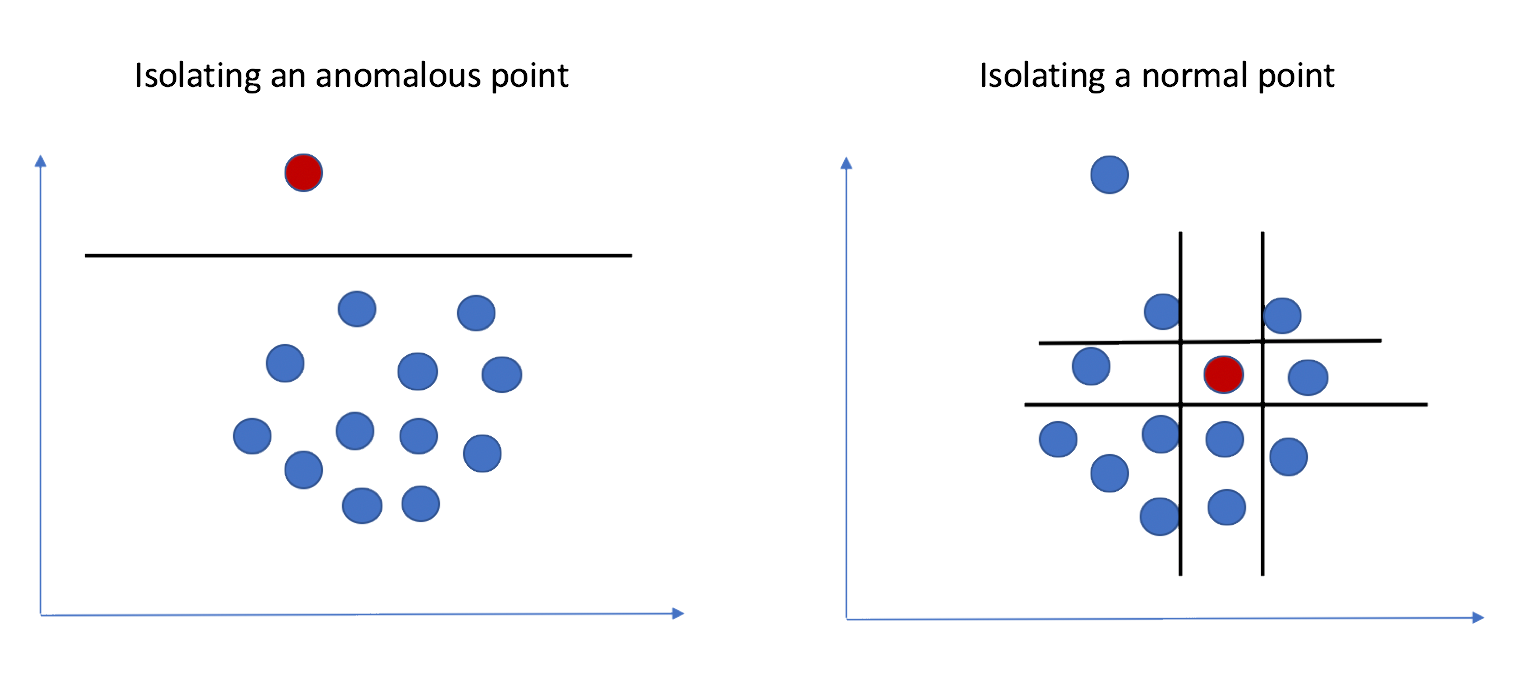 Isolating an anomalous point
Isolating a normal point